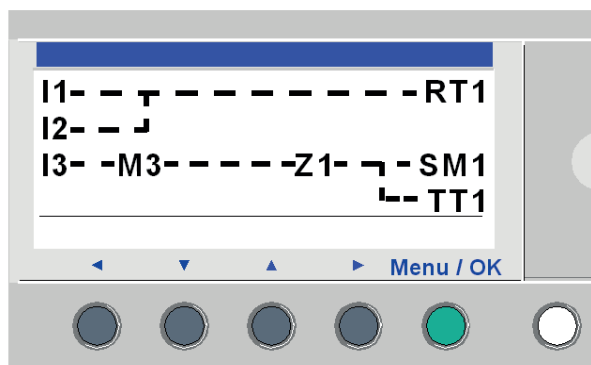 I1- - - - - - - - - RT1
I2- - -
I3- -M3- - - - - -Z1- - - SM1
-- TT1
Menu / OK